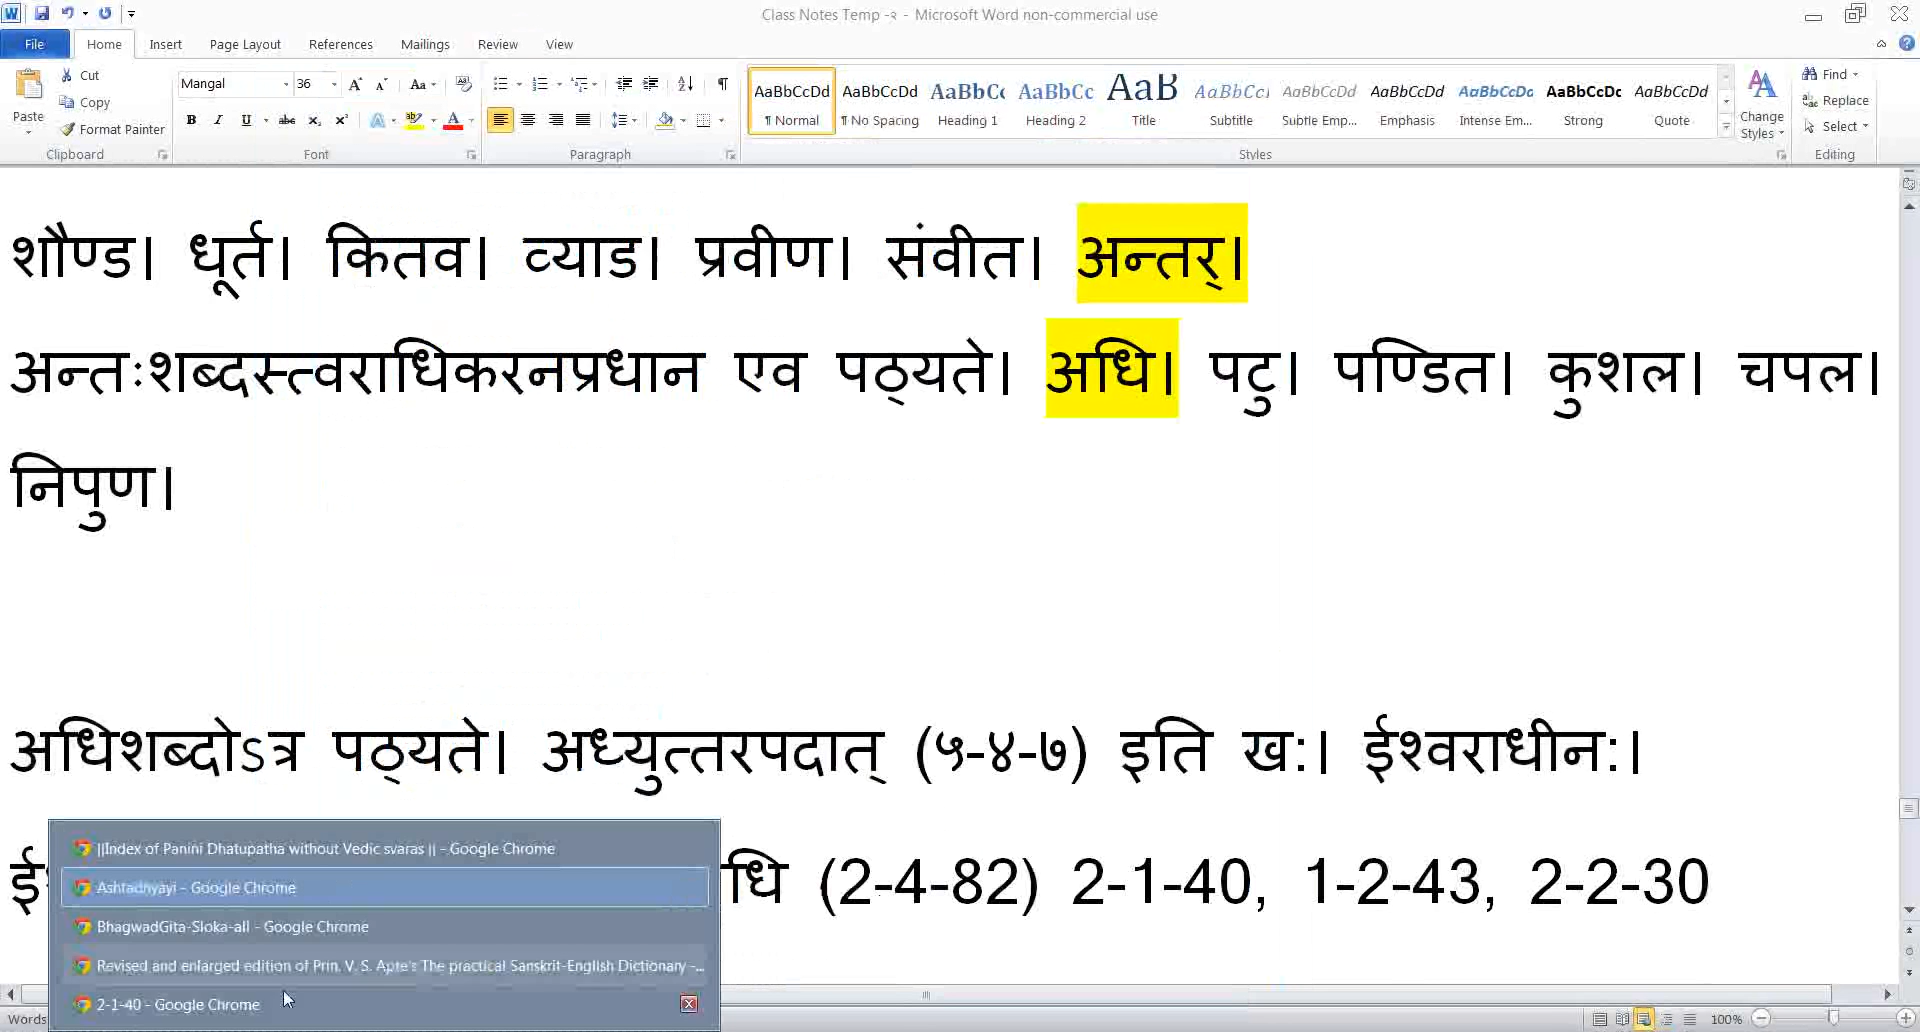 Class Notes Temp -२ - Microsoft Word non-commercial use
File Home Insert Page Layout References Mailings Review View
Paste Cut Copy Format Painter
Mangal 36
AaBbCcDd AaBbCcDd AaBbCc AaBbCc AaB AaBbCcI AaBbCcDd AaBbCcDd AaBbCcDd AaBbCcDc AaBbCcDd
¶ Normal ¶ No Spacing Heading 1 Heading 2 Title Subtitle Subtle Emp... Emphasis Intense Em... Strong Quote
Change Styles
Find
Replace
Select
Clipboard Font Paragraph Styles Editing
शौण्ड। धूर्त। कितव। व्याड। प्रवीण। संवीत। अन्तर्।
अन्तःशब्दस्त्वराधिकरनप्रधान एव पठ्यते। अधि। पटु। पण्डित। कुशल। चपल।
निपुण।
अधिशब्दोऽत्र पठ्यते। अध्युत्तरपदात् (५-४-७) इति ख:। ईश्वराधीन:।
धि (2-4-82) 2-1-40, 1-2-43, 2-2-30
||Index of Panini Dhatupatha without Vedic svaras || - Google Chrome
Ashtadhyayi - Google Chrome
BhagwadGita-Sloka-all - Google Chrome
Revised and enlarged edition of Prin. V. S. Apte's The practical Sanskrit-English Dictionary -...
2-1-40 - Google Chrome
Words
100%